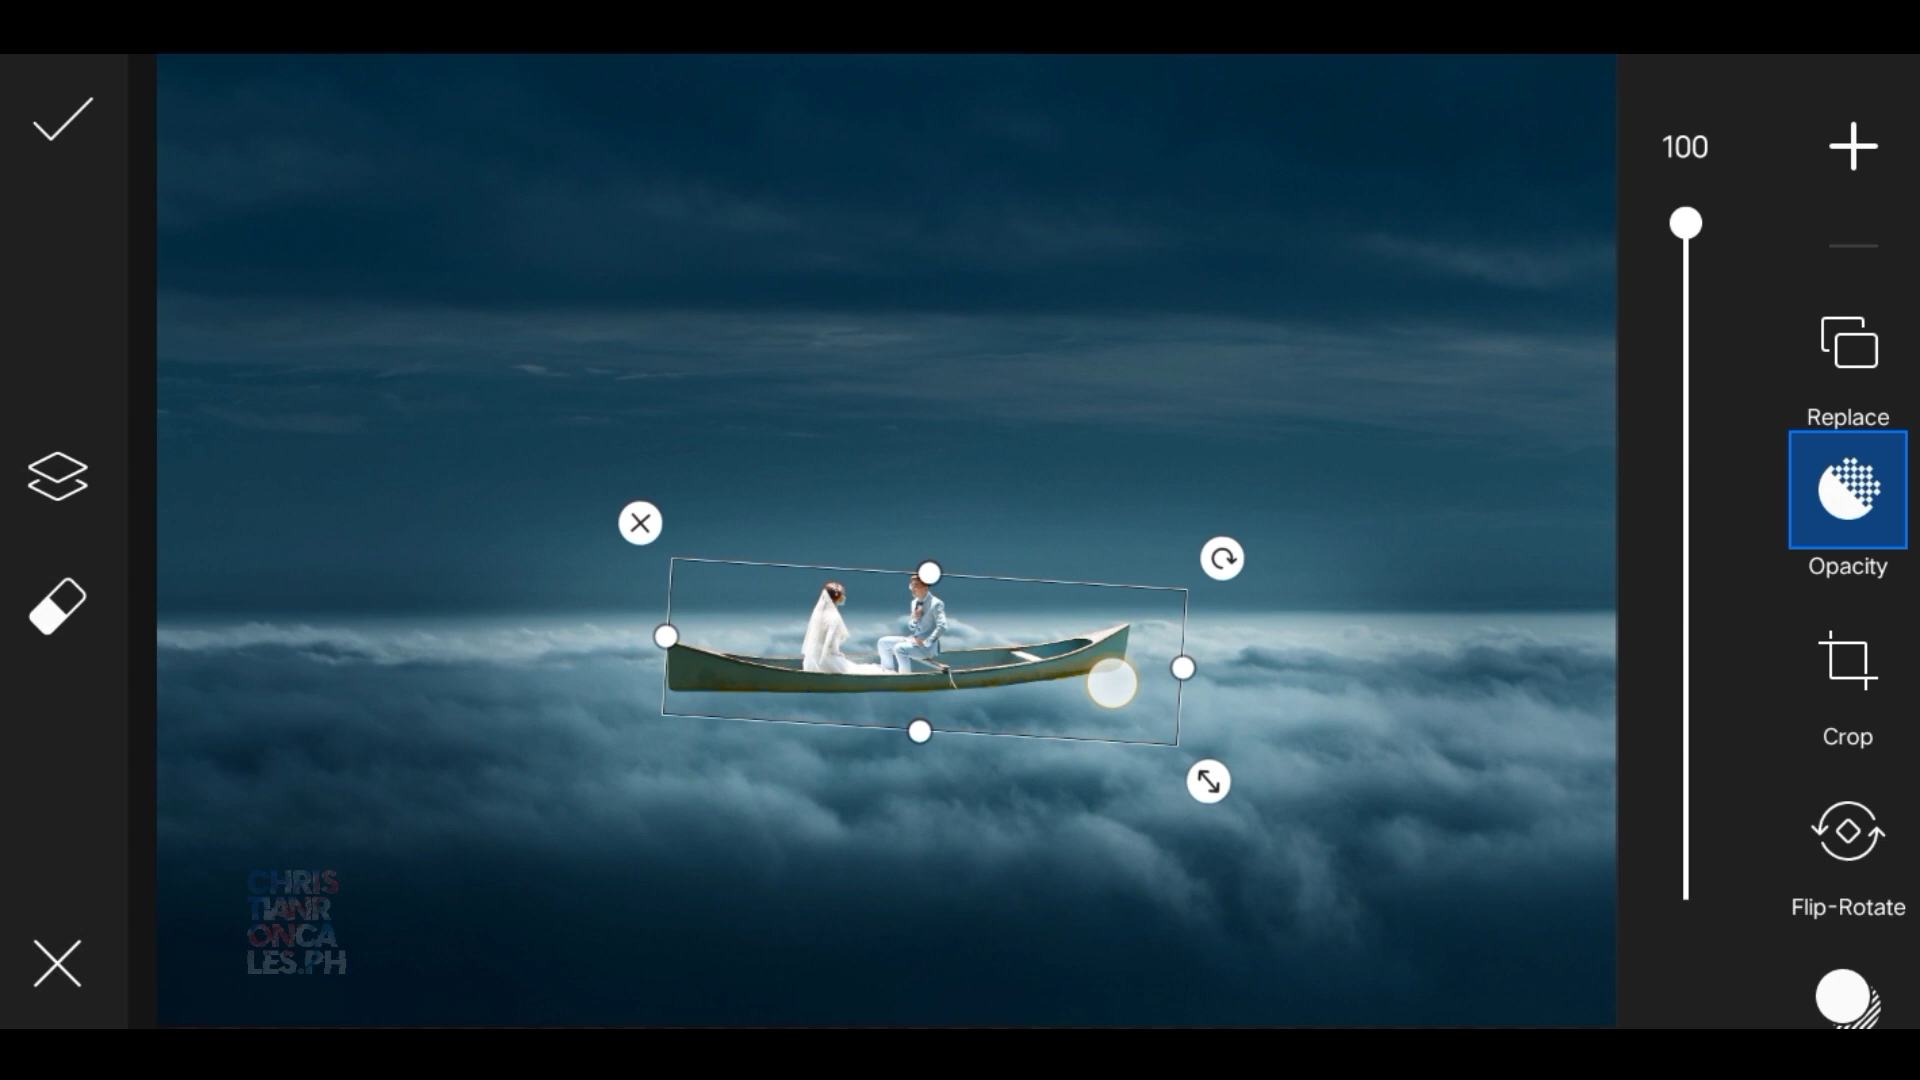 100
Replace
Opacity
Crop
Flip-Rotate
CHRIS
TIANR
ONCA
LES.PH